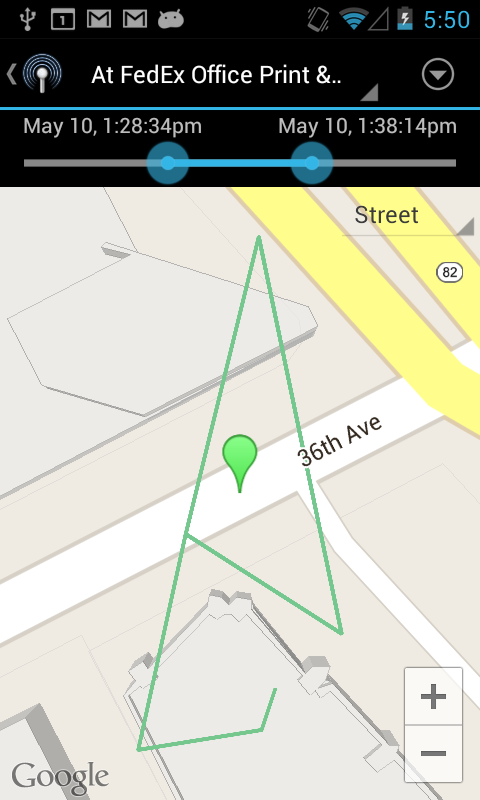 1
5:50
At FedEx Office Print &..
May 10, 1:28:34pm
May 10, 1:38:14pm
Street
82
36th Ave
+
−
Google